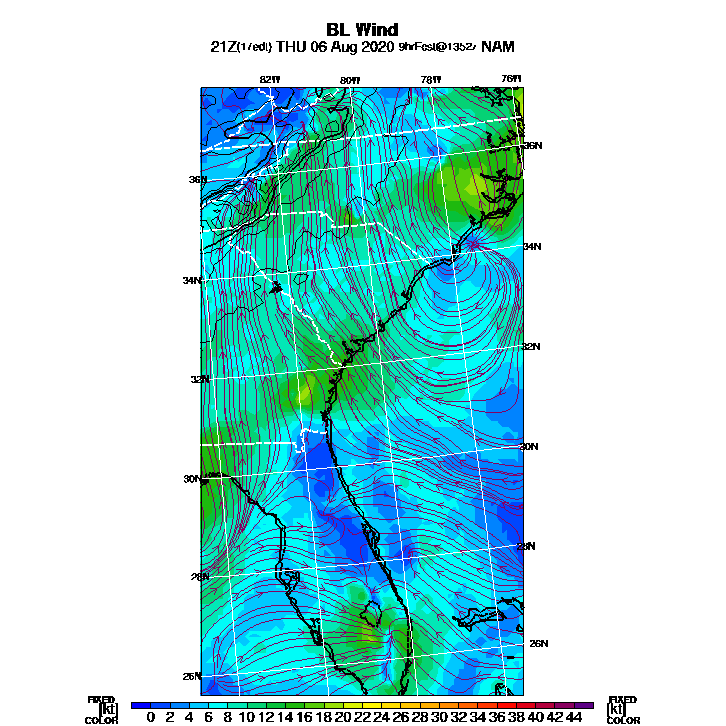 BL Wind
21Z(17edt) THU 06 Aug 2020 9hrFcst@1352z NAM
82W 80W 78W 76W
36N 36N
34N 34N
32N 32N
30N 30N
28N 28N
26N 26N
FIXED [kt] COLOR 0 2 4 6 8 10 12 14 16 18 20 22 24 26 28 30 32 34 36 38 40 42 44 FIXED [kt] COLOR